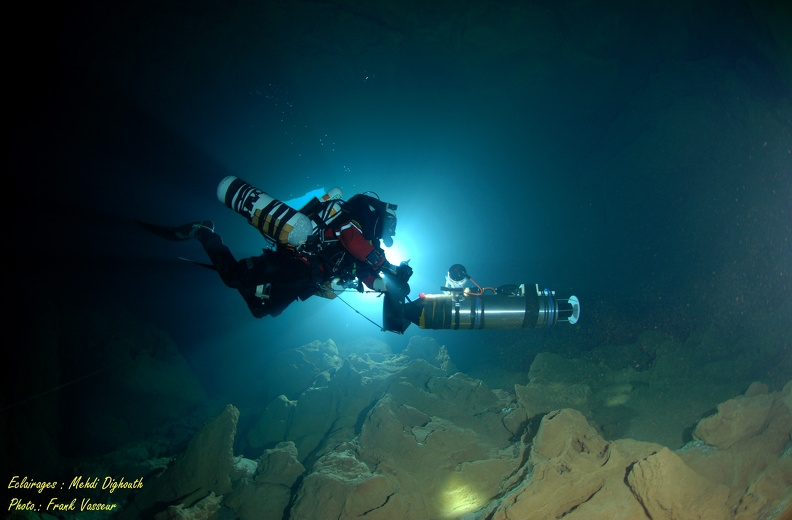 Eclairages : Mehdi Dighouth
Photo.: Frank Vasseur